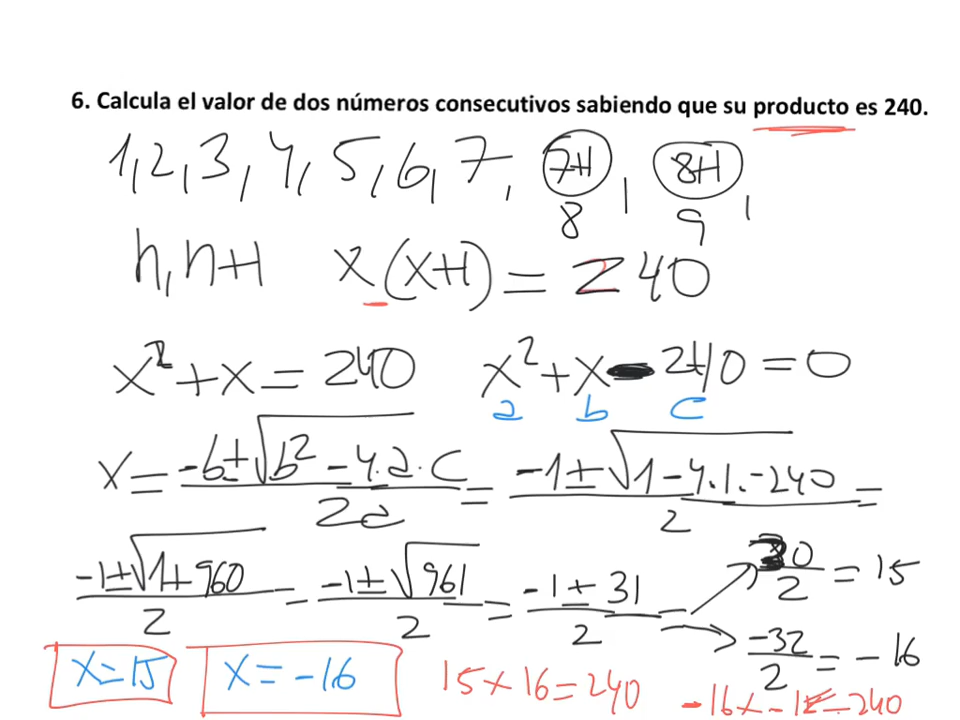 6. Calcula el valor de dos números consecutivos sabiendo que su producto es 240.
1, 2, 3, 4, 5, 6, 7, 7+1, 8+1,
8 9
n, n+1 x(x+1) = 240
x² + x = 240 x² + x - 240 = 0
a b c
x = (-b ± √(b² - 4·a·c))/2a = (-1 ± √(1 - 4·1·-240))/2 =
(-1 ± √(1 + 960))/2 = (-1 ± √961)/2 = (-1 ± 31)/2 = 30/2 = 15
-32/2 = -16
x = 15 x = -16 15 x 16 = 240 -16 x = 240